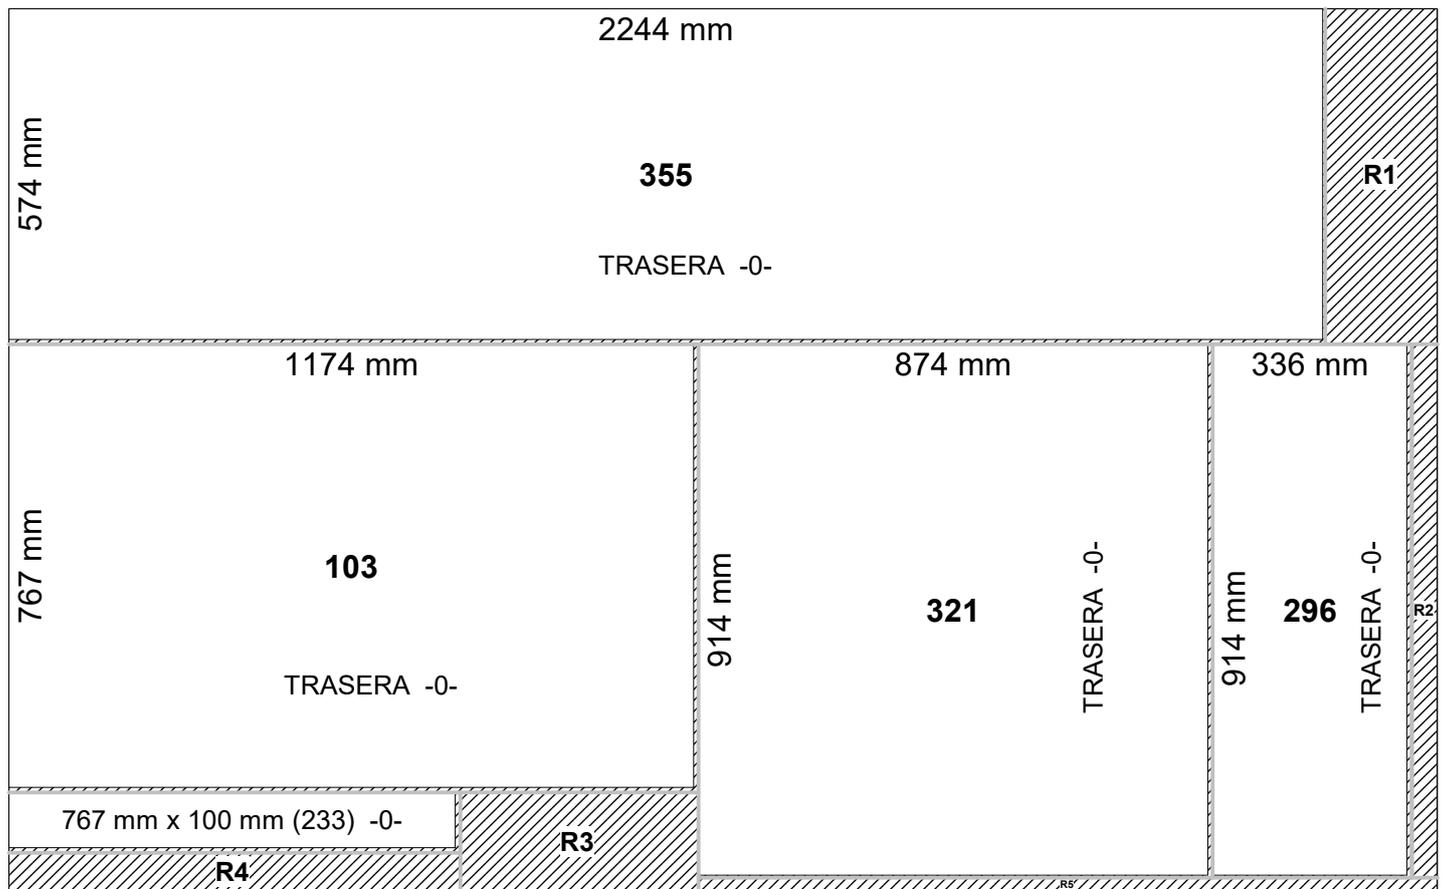 2244 mm
574 mm
355
R1
TRASERA -0-
1174 mm
874 mm
336 mm
767 mm
103
914 mm
321
TRASERA -0-
914 mm
296
TRASERA -0-
R2
TRASERA -0-
767 mm x 100 mm (233) -0-
R3
R4
R5